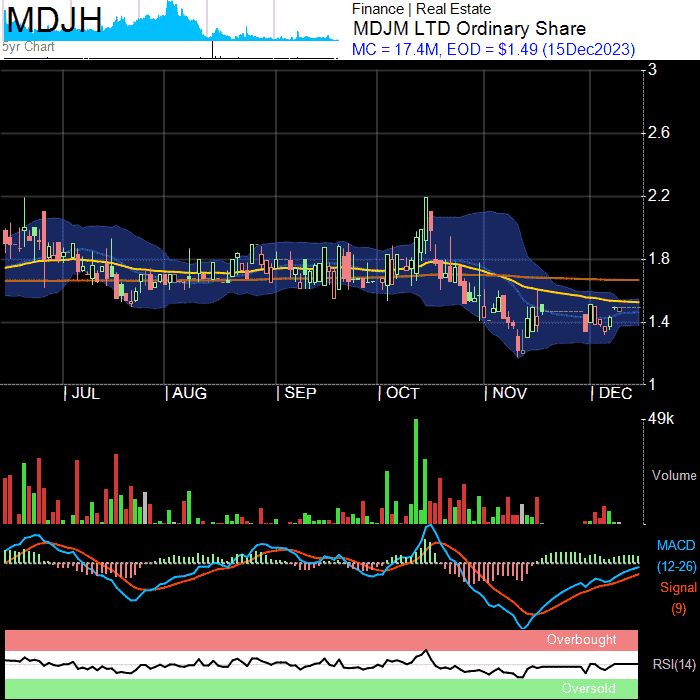 MDJH
5yr Chart
Finance | Real Estate
MDJM LTD Ordinary Share
MC = 17.4M, EOD = $1.49 (15Dec2023)
3
2.6
2.2
1.8
1.4
1
JUL AUG SEP OCT NOV DEC
49k
Volume
MACD
(12-26)
Signal
(9)
Overbought
RSI(14)
Oversold